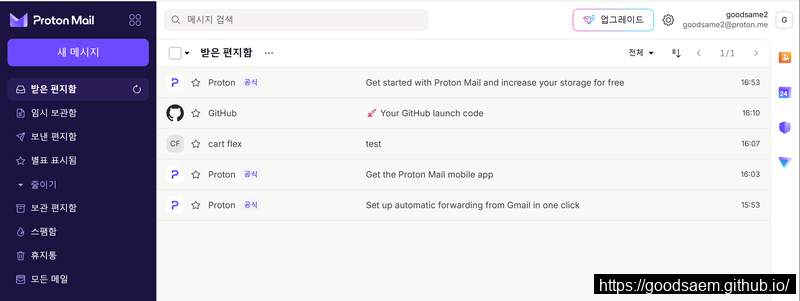 Proton Mail
메시지 검색
업그레이드
goodsame2
goodsame2@proton.me
G
새 메시지
받은 편지함
전체
1/1
받은 편지함
임시 보관함
보낸 편지함
별표 표시됨
줄이기
보관 편지함
스팸함
휴지통
모든 메일
Proton 공식 Get started with Proton Mail and increase your storage for free 16:53
GitHub 🚀 Your GitHub launch code 16:10
CF cart flex test 16:07
Proton 공식 Get the Proton Mail mobile app 16:03
Proton 공식 Set up automatic forwarding from Gmail in one click 15:53
24
https://goodsaem.github.io/